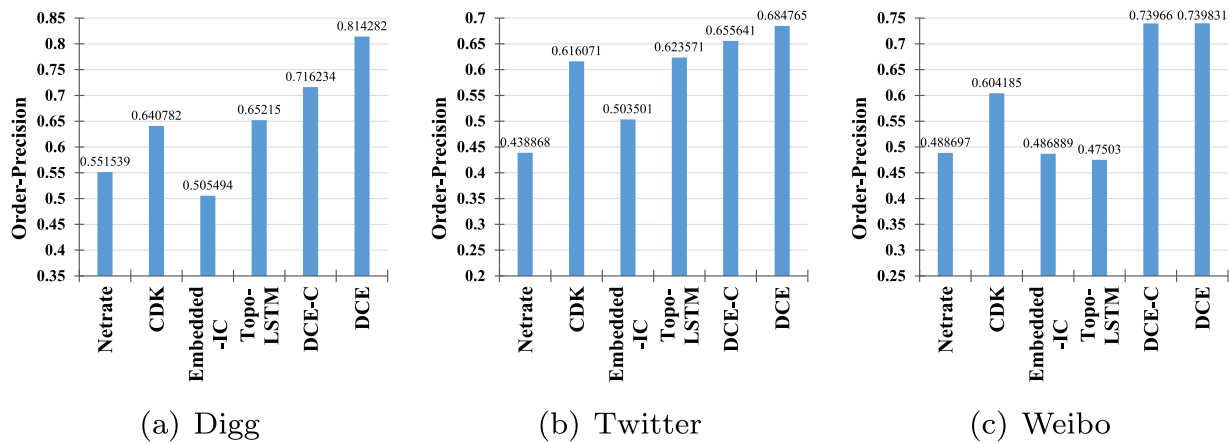 Order-Precision
0.85
0.8
0.75
0.7
0.65
0.6
0.55
0.5
0.45
0.4
0.35
0.551539
0.640782
0.505494
0.65215
0.716234
0.814282
Netrate
CDK
Embedded
-IC
Topo-
LSTM
DCE-C
DCE
(a) Digg
Order-Precision
0.7
0.65
0.6
0.55
0.5
0.45
0.4
0.35
0.3
0.25
0.2
0.438868
0.616071
0.503501
0.623571
0.655641
0.684765
Netrate
CDK
Embedded
-IC
Topo-
LSTM
DCE-C
DCE
(b) Twitter
Order-Precision
0.75
0.7
0.65
0.6
0.55
0.5
0.45
0.4
0.35
0.3
0.25
0.488697
0.604185
0.486889
0.47503
0.73966
0.739831
Netrate
CDK
Embedded
-IC
Topo-
LSTM
DCE-C
DCE
(c) Weibo